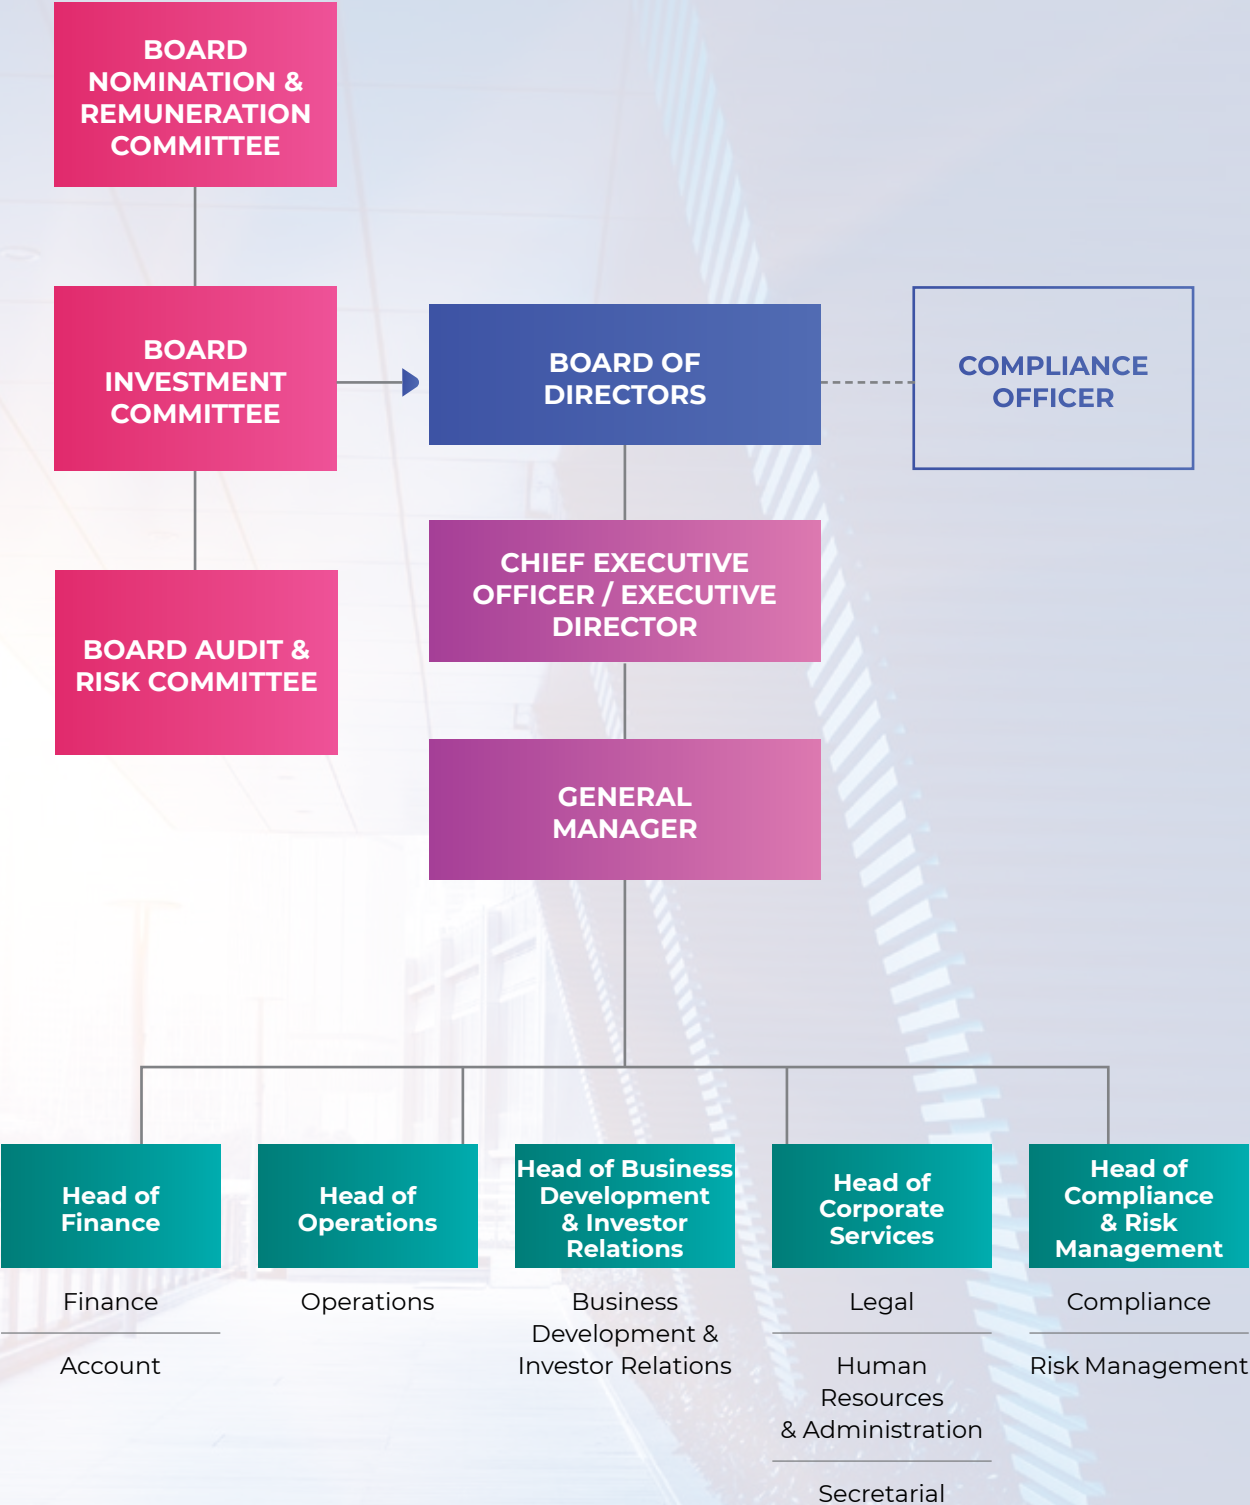 BOARD
NOMINATION &
REMUNERATION
COMMITTEE
BOARD
INVESTMENT
COMMITTEE
BOARD OF
DIRECTORS
COMPLIANCE
OFFICER
CHIEF EXECUTIVE
OFFICER / EXECUTIVE
DIRECTOR
BOARD AUDIT &
RISK COMMITTEE
GENERAL
MANAGER
Head of
Finance
Finance
Account
Head of
Operations
Operations
Head of Business
Development
& Investor
Relations
Business
Development &
Investor Relations
Head of
Corporate
Services
Legal
Human
Resources
& Administration
Secretarial
Head of
Compliance
& Risk
Management
Compliance
Risk Management